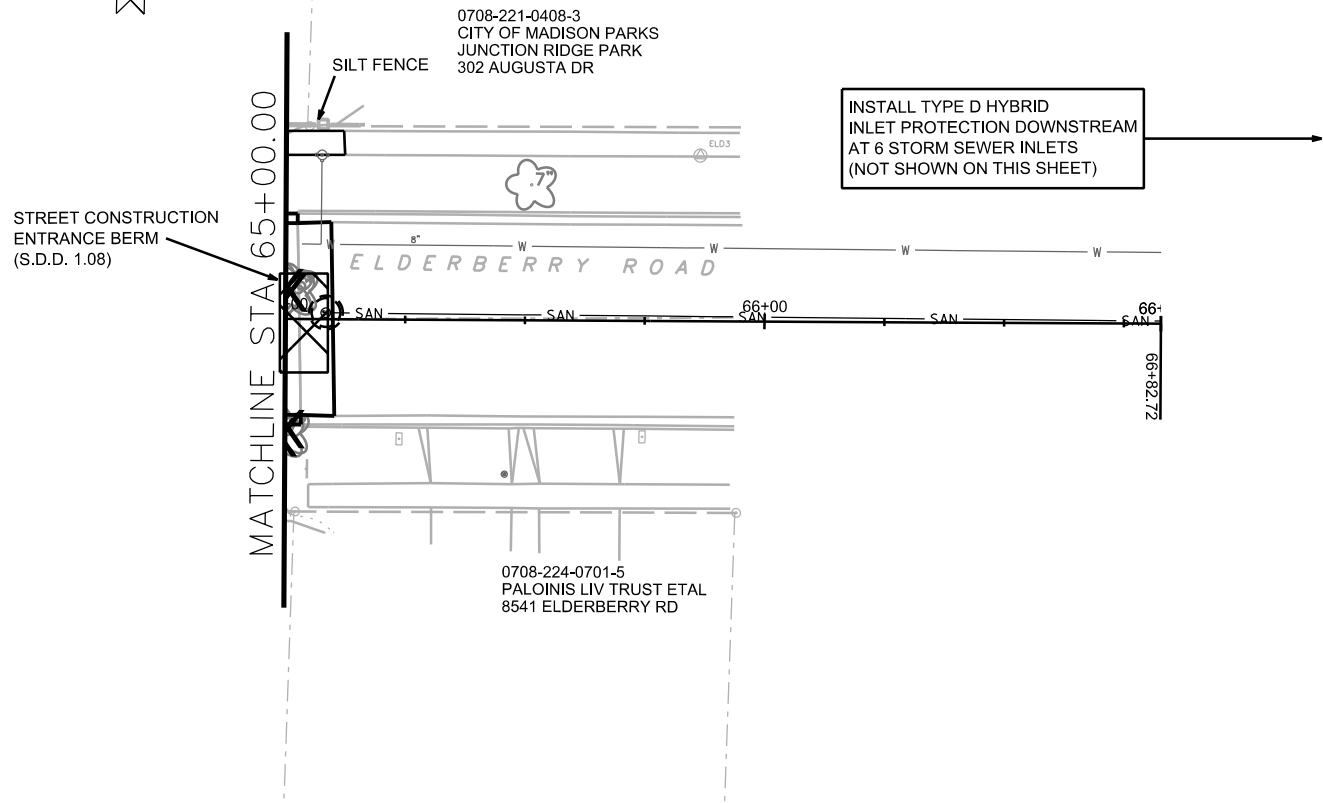 0708-221-0408-3
CITY OF MADISON PARKS
JUNCTION RIDGE PARK
302 AUGUSTA DR
SILT FENCE
INSTALL TYPE D HYBRID
INLET PROTECTION DOWNSTREAM
AT 6 STORM SEWER INLETS
(NOT SHOWN ON THIS SHEET)
MATCHLINE STA 65+00.00
ELD3
7"
STREET CONSTRUCTION
ENTRANCE BERM
(S.D.D. 1.08)
W 8" W W W W
ELDERBERRY ROAD
66+00
SAN SAN SAN SAN SAN
66+82.72
0708-224-0701-5
PALOINIS LIV TRUST ETAL
8541 ELDERBERRY RD